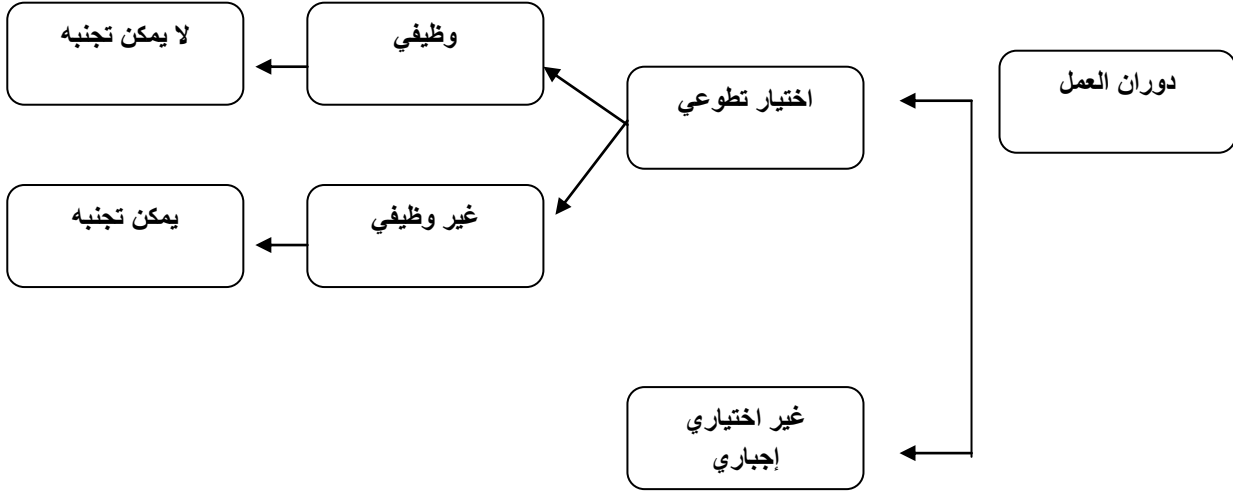 دوران العمل
اختيار تطوعي
وظيفي
لا يمكن تجنبه
غير وظيفي
يمكن تجنبه
غير اختياري
إجباري